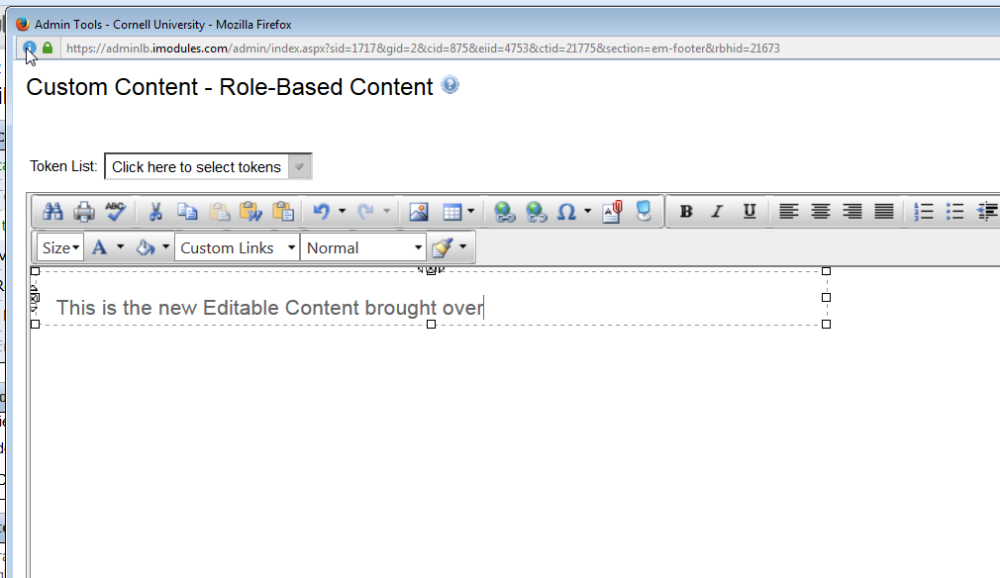 Admin Tools - Cornell University - Mozilla Firefox
https://adminlb.imodules.com/admin/index.aspx?sid=1717&gid=2&cid=875&eiid=4753&ctid=21775&section=em-footer&rbhid=21673
Custom Content - Role-Based Content
Token List: Click here to select tokens
ABC B I U
Size A Custom Links Normal
This is the new Editable Content brought over